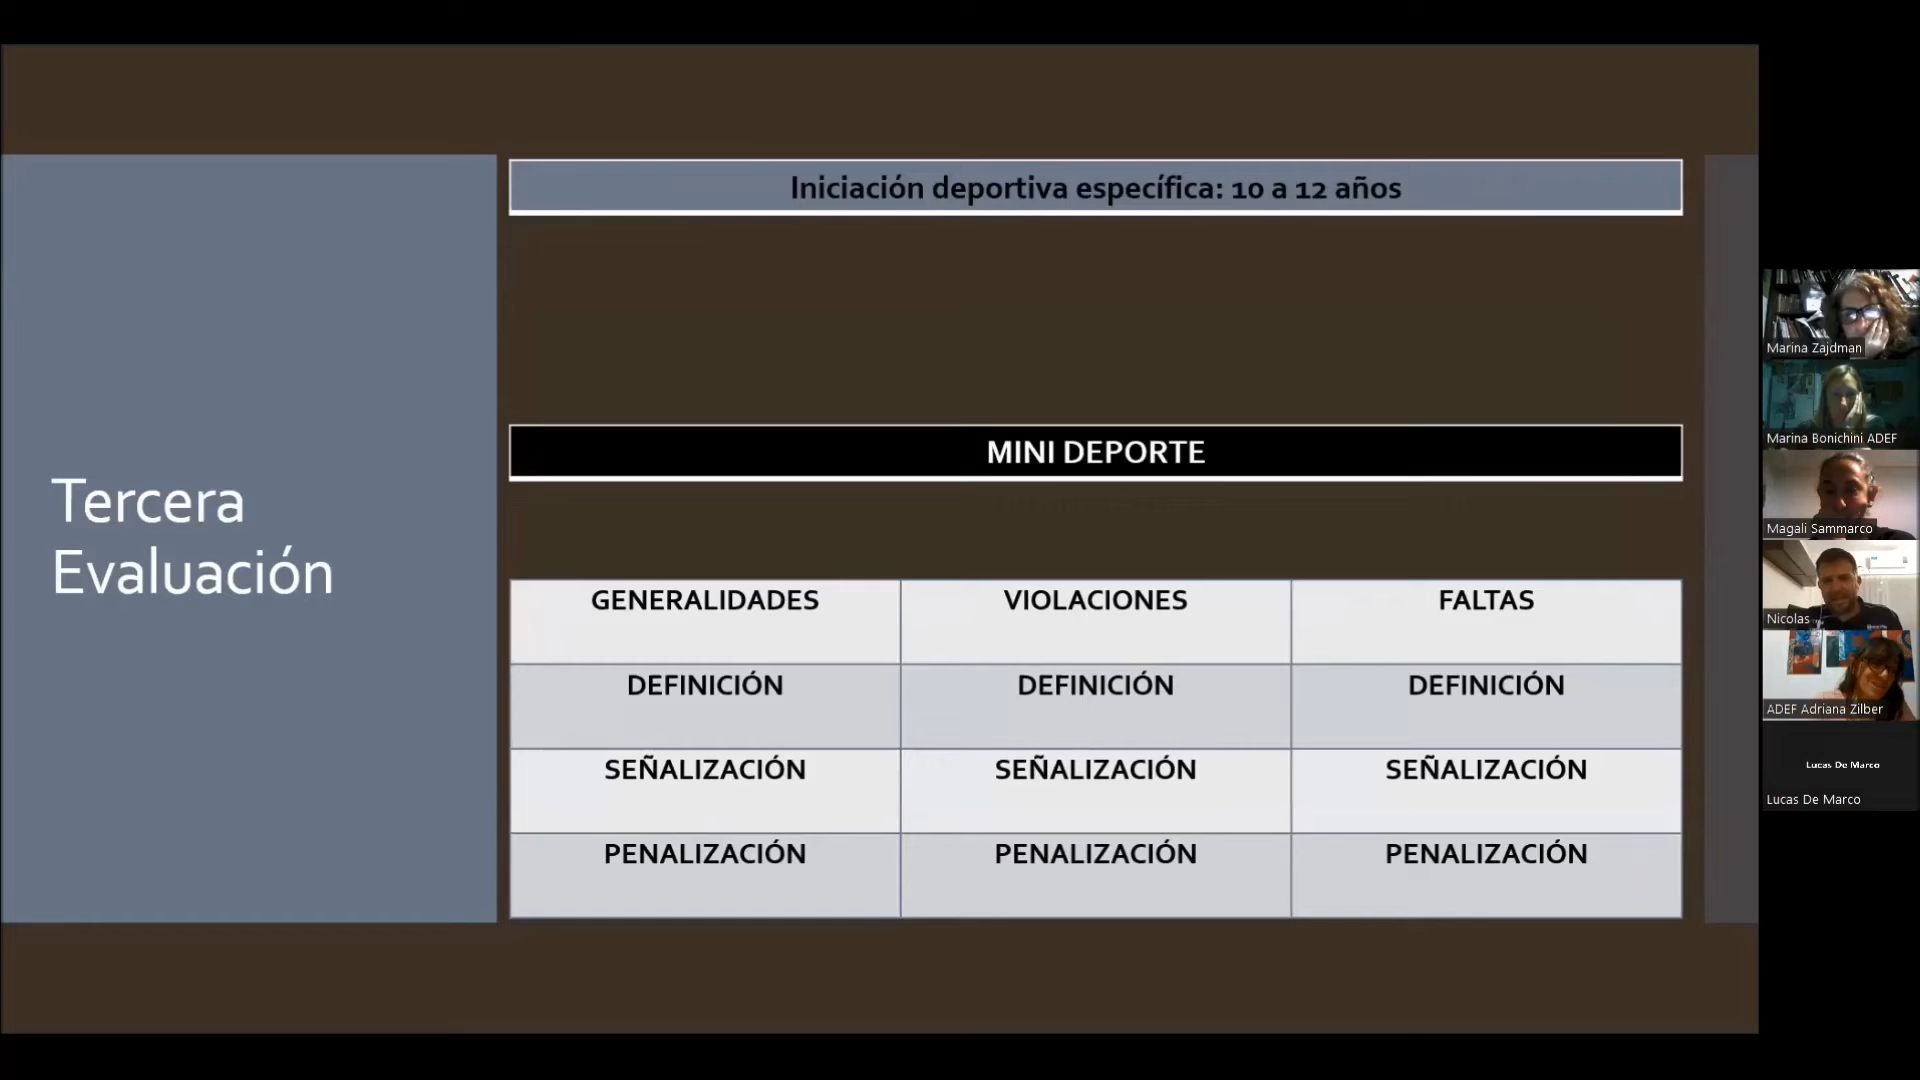 Tercera
Evaluación
Iniciación deportiva específica: 10 a 12 años
MINI DEPORTE
GENERALIDADES VIOLACIONES FALTAS
DEFINICIÓN DEFINICIÓN DEFINICIÓN
SEÑALIZACIÓN SEÑALIZACIÓN SEÑALIZACIÓN
PENALIZACIÓN PENALIZACIÓN PENALIZACIÓN
Marina Zajdman
Marina Bonichini ADEF
Magali Sammarco
Nicolas
ADEF Adriana Zilber
Lucas De Marco
Lucas De Marco